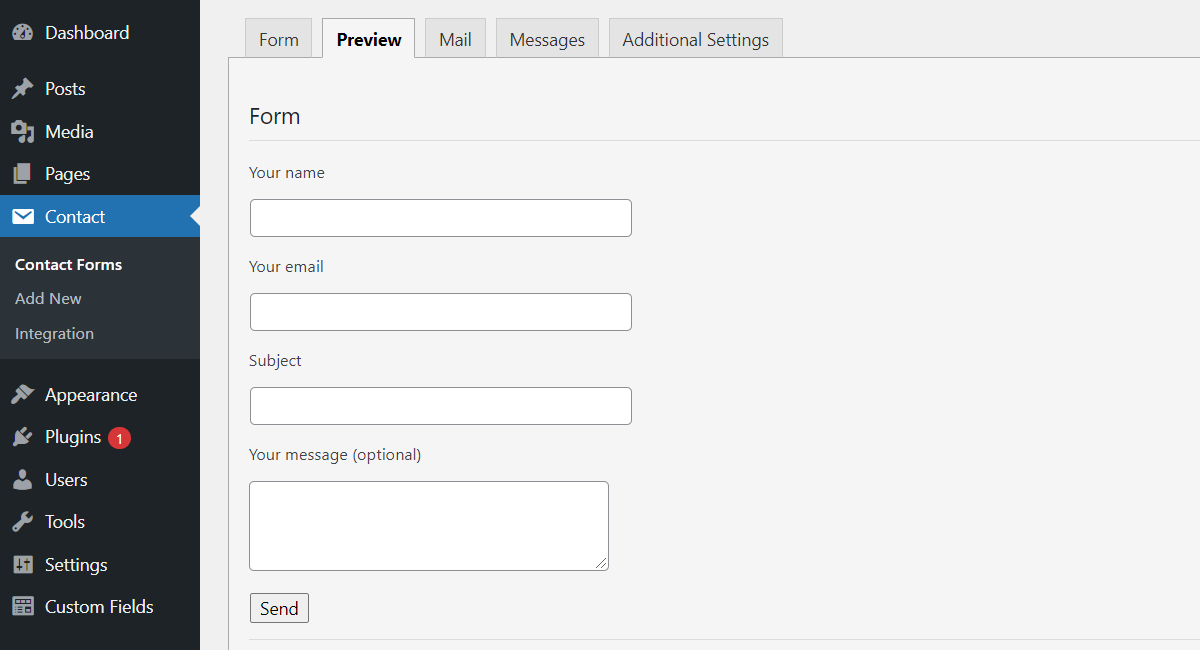 Dashboard
Posts
Media
Pages
Contact
Contact Forms
Add New
Integration
Appearance
Plugins 1
Users
Tools
Settings
Custom Fields
Form Preview Mail Messages Additional Settings
Form
Your name
Your email
Subject
Your message (optional)
Send